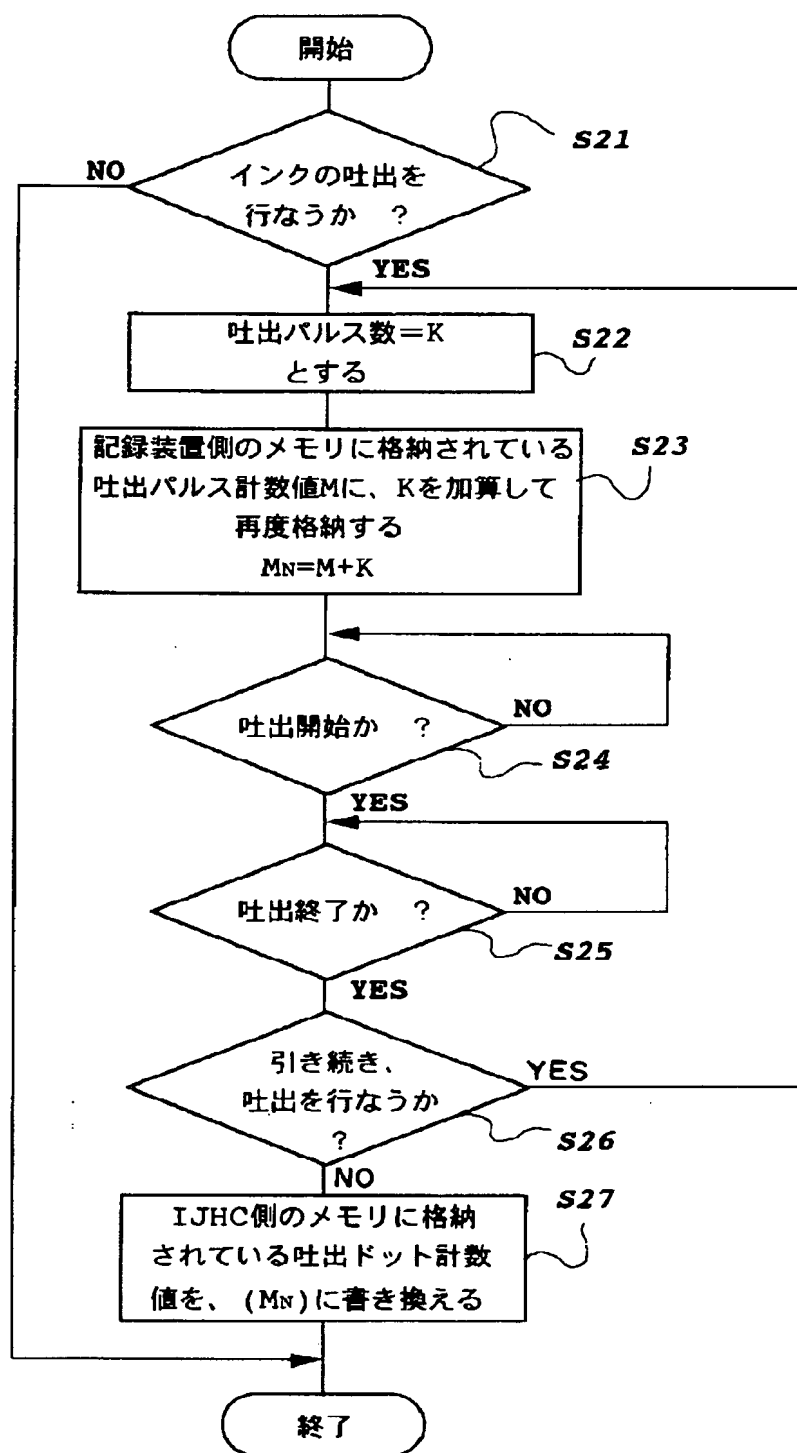 開始
S21
NO
インクの吐出を
行なうか ?
YES
吐出パルス数=K
とする
S22
記録装置側のメモリに格納されている
吐出パルス計数値Mに、Kを加算して
再度格納する
MN=M+K
S23
吐出開始か ?
NO
S24
YES
吐出終了か ?
NO
S25
YES
引き続き、
吐出を行なうか
?
YES
S26
NO
IJHC側のメモリに格納
されている吐出ドット計数
値を、(MN)に書き換える
S27
終了